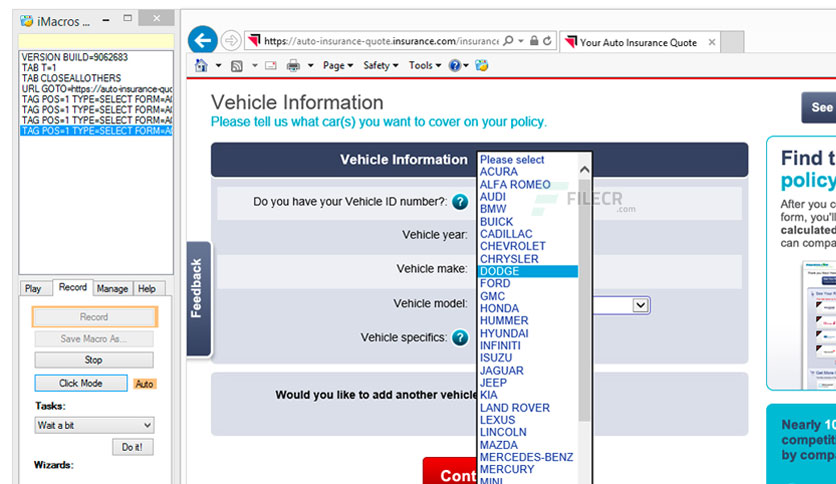 iMacros ...
VERSION BUILD=9062683
TAB T=1
TAB CLOSEALLOTHERS
URL GOTO=https://auto-insurance-quo
TAG POS=1 TYPE=SELECT FORM=A
TAG POS=1 TYPE=SELECT FORM=A
TAG POS=1 TYPE=SELECT FORM=A
TAG POS=1 TYPE=SELECT FORM=A
Play Record Manage Help
Record
Save Macro As...
Stop
Click Mode Auto
Tasks:
Wait a bit
Do it!
Wizards:
https://auto-insurance-quote.insurance.com/insuranc
Your Auto Insurance Quote
Page Safety Tools
Vehicle Information
Please tell us what car(s) you want to cover on your policy.
Vehicle Information
Do you have your Vehicle ID number?: ?
Vehicle year:
Vehicle make:
Vehicle model:
Vehicle specifics: ?
Would you like to add another vehicle
Cont
Feedback
Please select
ACURA
ALFA ROMEO
AUDI
BMW
BUICK
CADILLAC
CHEVROLET
CHRYSLER
DODGE
FORD
GMC
HONDA
HUMMER
HYUNDAI
INFINITI
ISUZU
JAGUAR
JEEP
KIA
LAND ROVER
LEXUS
LINCOLN
MAZDA
MERCEDES-BENZ
MERCURY
MINI
FILECR
.com
See
Find t
policy
After you c
form, you'll
calculated
can compa
Nearly 10
competiti
by compa